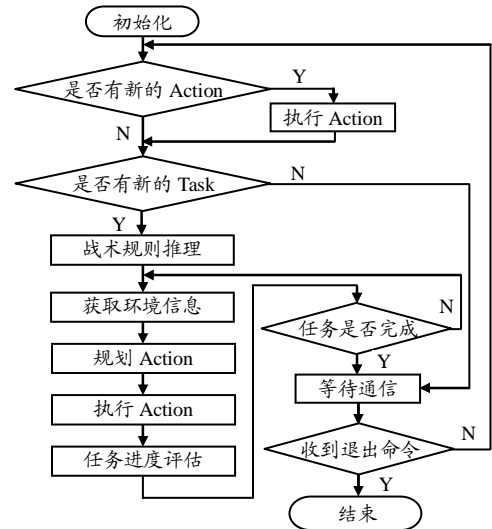 初始化
是否有新的 Action
Y
执行 Action
N
是否有新的 Task
N
Y
战术规则推理
获取环境信息
任务是否完成
N
规划 Action
Y
等待通信
执行 Action
收到退出命令
N
任务进度评估
Y
结束